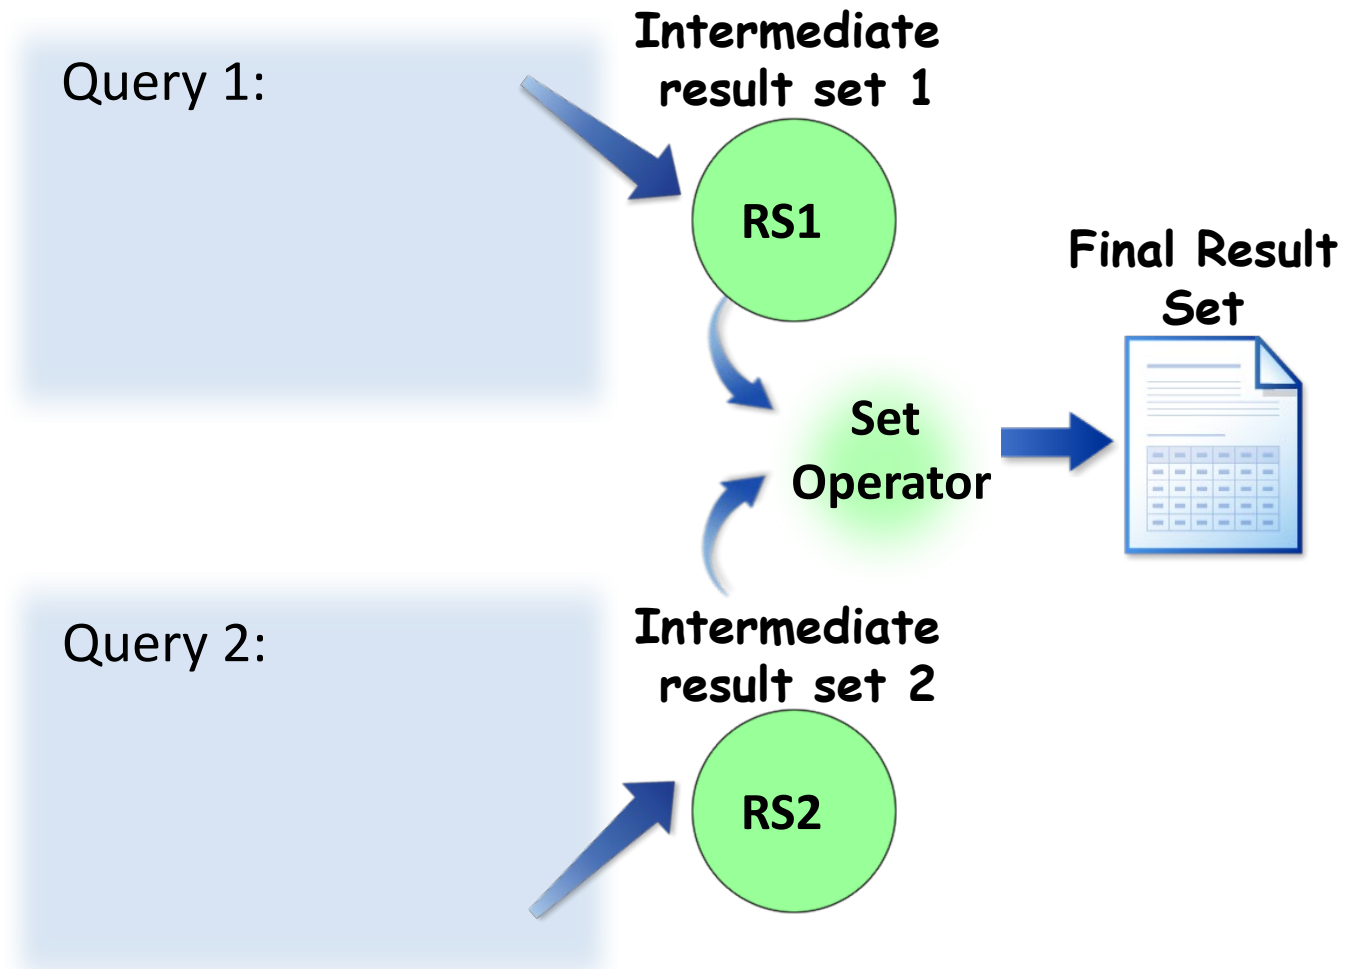 Query 1:
Intermediate
result set 1
RS1
Final Result
Set
Set
Operator
Query 2:
Intermediate
result set 2
RS2